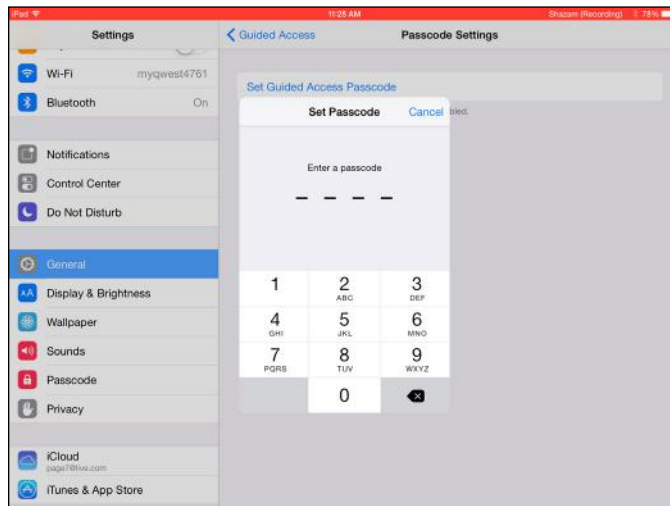 iPad 11:25 AM Shazam (Recording) 78%
Settings
Guided Access Passcode Settings
Wi-Fi myqwest4761
Bluetooth On
Notifications
Control Center
Do Not Disturb
General
Display & Brightness
Wallpaper
Sounds
Passcode
Privacy
iCloud
iTunes & App Store
Set Guided Access Passcode
Set Passcode Cancel
bled.
Enter a passcode
1 2 3
ABC DEF
4 5 6
GHI JKL MNO
7 8 9
PQRS TUV WXYZ
0